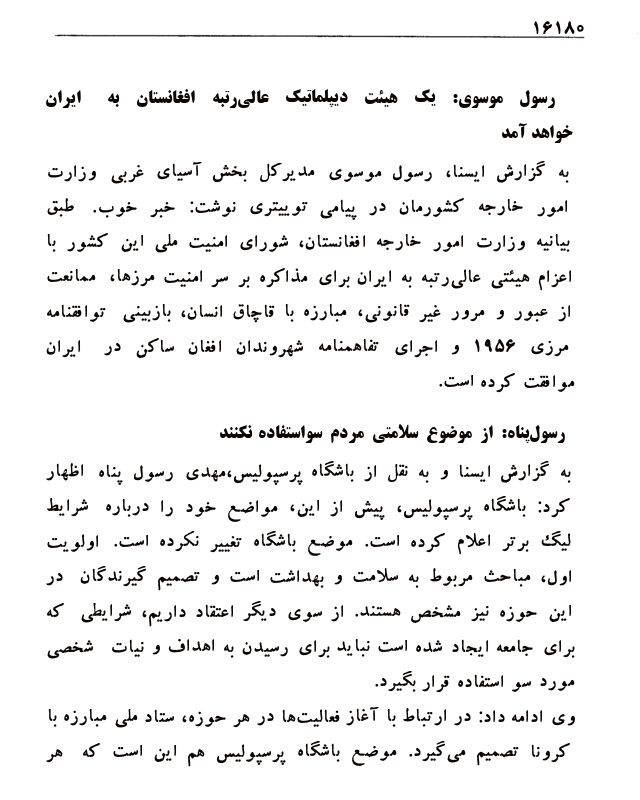 ۱۶۱۸۰
رسول موسوی: یک هیئت دیپلماتیک عالی‌رتبه افغانستان به ایران
خواهد آمد
به گزارش ایسنا، رسول موسوی مدیرکل بخش آسیای غربی وزارت
امور خارجه کشورمان در پیامی توییتری نوشت: خبر خوب. طبق
بیانیه وزارت امور خارجه افغانستان، شورای امنیت ملی این کشور با
اعزام هیئتی عالی‌رتبه به ایران برای مذاکره بر سر امنیت مرزها، ممانعت
از عبور و مرور غیر قانونی، مبارزه با قاچاق انسان، بازبینی توافقنامه
مرزی ۱۹۵۶ و اجرای تفاهمنامه شهروندان افغان ساکن در ایران
موافقت کرده است.
رسول‌پناه: از موضوع سلامتی مردم سواستفاده نکنند
به گزارش ایسنا و به نقل از باشگاه پرسپولیس،مهدی رسول پناه اظهار
کرد: باشگاه پرسپولیس، پیش از این، مواضع خود را درباره شرایط
لیگ برتر اعلام کرده است. موضع باشگاه تغییر نکرده است. اولویت
اول، مباحث مربوط به سلامت و بهداشت است و تصمیم گیرندگان در
این حوزه نیز مشخص هستند. از سوی دیگر اعتقاد داریم، شرایطی که
برای جامعه ایجاد شده است نباید برای رسیدن به اهداف و نیات شخصی
مورد سو استفاده قرار بگیرد.
وی ادامه داد: در ارتباط با آغاز فعالیت‌ها در هر حوزه، ستاد ملی مبارزه با
کرونا تصمیم می‌گیرد. موضع باشگاه پرسپولیس هم این است که هر